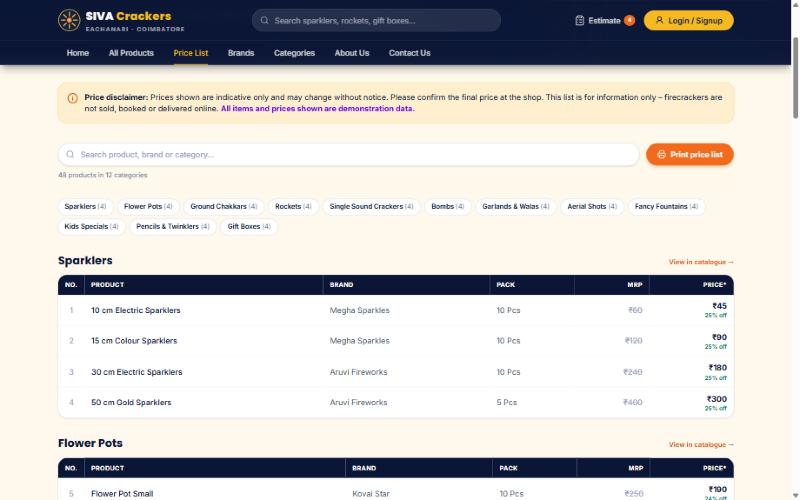 SIVA Crackers
EACHANARI · COIMBATORE
Search sparklers, rockets, gift boxes...
Estimate
Login / Signup
Home All Products Price List Brands Categories About Us Contact Us
Price disclaimer: Prices shown are indicative only and may change without notice. Please confirm the final price at the shop. This list is for information only – firecrackers are
not sold, booked or delivered online. All items and prices shown are demonstration data.
Search product, brand or category...
Print price list
48 products in 12 categories
Sparklers (4) Flower Pots (4) Ground Chakkars (4) Rockets (4) Single Sound Crackers (4) Bombs (4) Garlands & Walas (4) Aerial Shots (4) Fancy Fountains (4)
Kids Specials (4) Pencils & Twinklers (4) Gift Boxes (4)
Sparklers
View in catalogue →
NO. PRODUCT BRAND PACK MRP PRICE*
1 10 cm Electric Sparklers Megha Sparkles 10 Pcs ₹60 ₹45
25% off
2 15 cm Colour Sparklers Megha Sparkles 10 Pcs ₹120 ₹90
25% off
3 30 cm Electric Sparklers Aruvi Fireworks 10 Pcs ₹240 ₹180
25% off
4 50 cm Gold Sparklers Aruvi Fireworks 5 Pcs ₹400 ₹300
25% off
Flower Pots
View in catalogue →
NO. PRODUCT BRAND PACK MRP PRICE*
5 Flower Pot Small Kovai Star 10 Pcs ₹250 ₹190